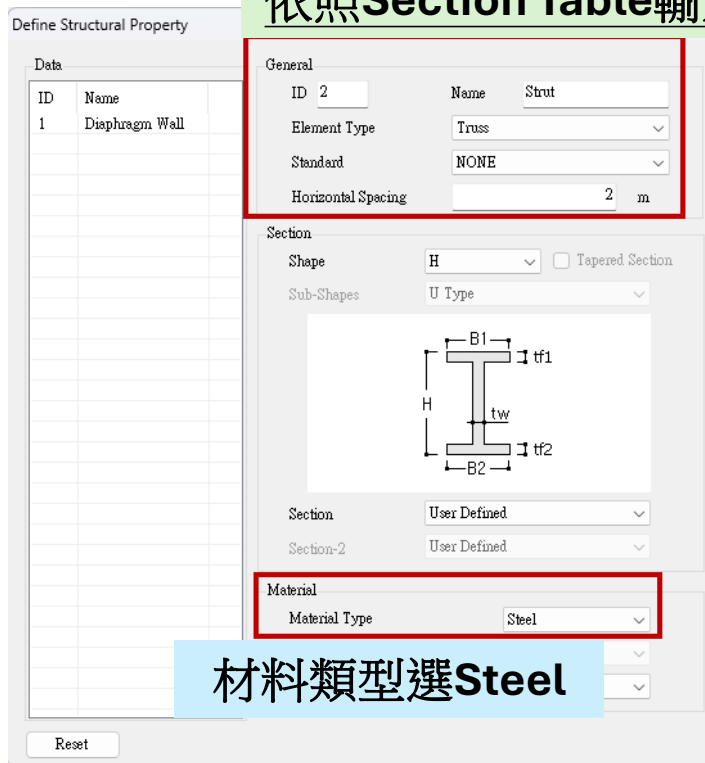 依照Section Table輸
Define Structural Property
Data
ID Name
1 Diaphragm Wall
General
ID 2 Name Strut
Element Type Truss
Standard NONE
Horizontal Spacing 2 m
Section
Shape H Tapered Section
Sub-Shapes U Type
B1
tf1
H
tw
tf2
B2
Section User Defined
Section-2 User Defined
Material
Material Type Steel
材料類型選Steel
Reset